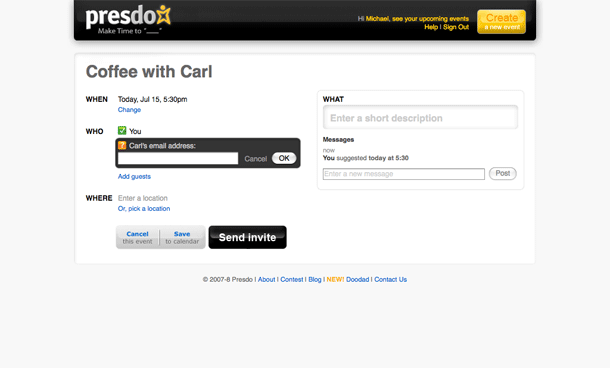 presdo
Make Time to "___"
Hi Michael, see your upcoming events
Help | Sign Out
Create
a new event
Coffee with Carl
WHEN
Today, Jul 15, 5:30pm
Change
WHO
You
? Carl's email address:
Cancel
OK
Add guests
WHERE
Enter a location
Or, pick a location
Cancel
this event
Save
to calendar
Send invite
WHAT
Enter a short description
Messages
now
You suggested today at 5:30
Enter a new message
Post
© 2007-8 Presdo | About | Contest | Blog | NEW! Doodad | Contact Us